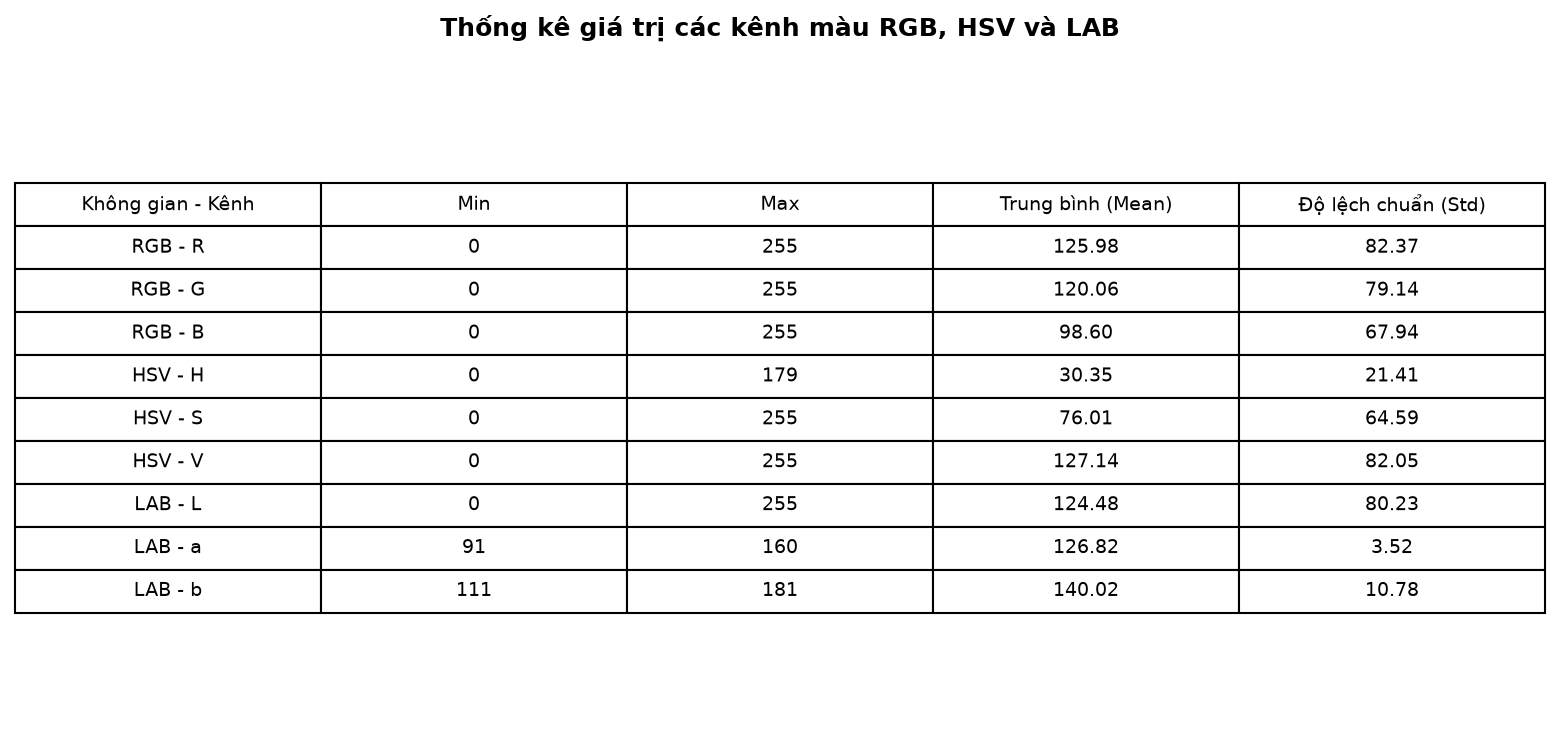 Thống kê giá trị các kênh màu RGB, HSV và LAB
Không gian - Kênh Min Max Trung bình (Mean) Độ lệch chuẩn (Std)
RGB - R 0 255 125.98 82.37
RGB - G 0 255 120.06 79.14
RGB - B 0 255 98.60 67.94
HSV - H 0 179 30.35 21.41
HSV - S 0 255 76.01 64.59
HSV - V 0 255 127.14 82.05
LAB - L 0 255 124.48 80.23
LAB - a 91 160 126.82 3.52
LAB - b 111 181 140.02 10.78